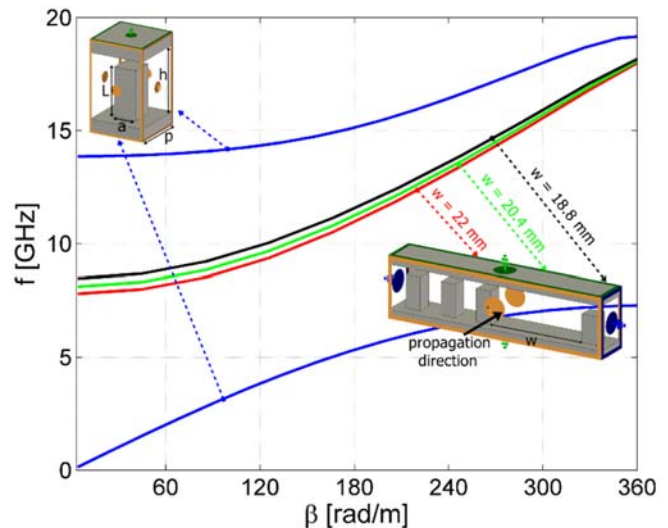 f [GHz]
20
15
10
5
0
60
120
180
240
300
360
β [rad/m]
L
h
a
p
w = 18.8 mm
w = 20.4 mm
w = 22 mm
w
propagation
direction